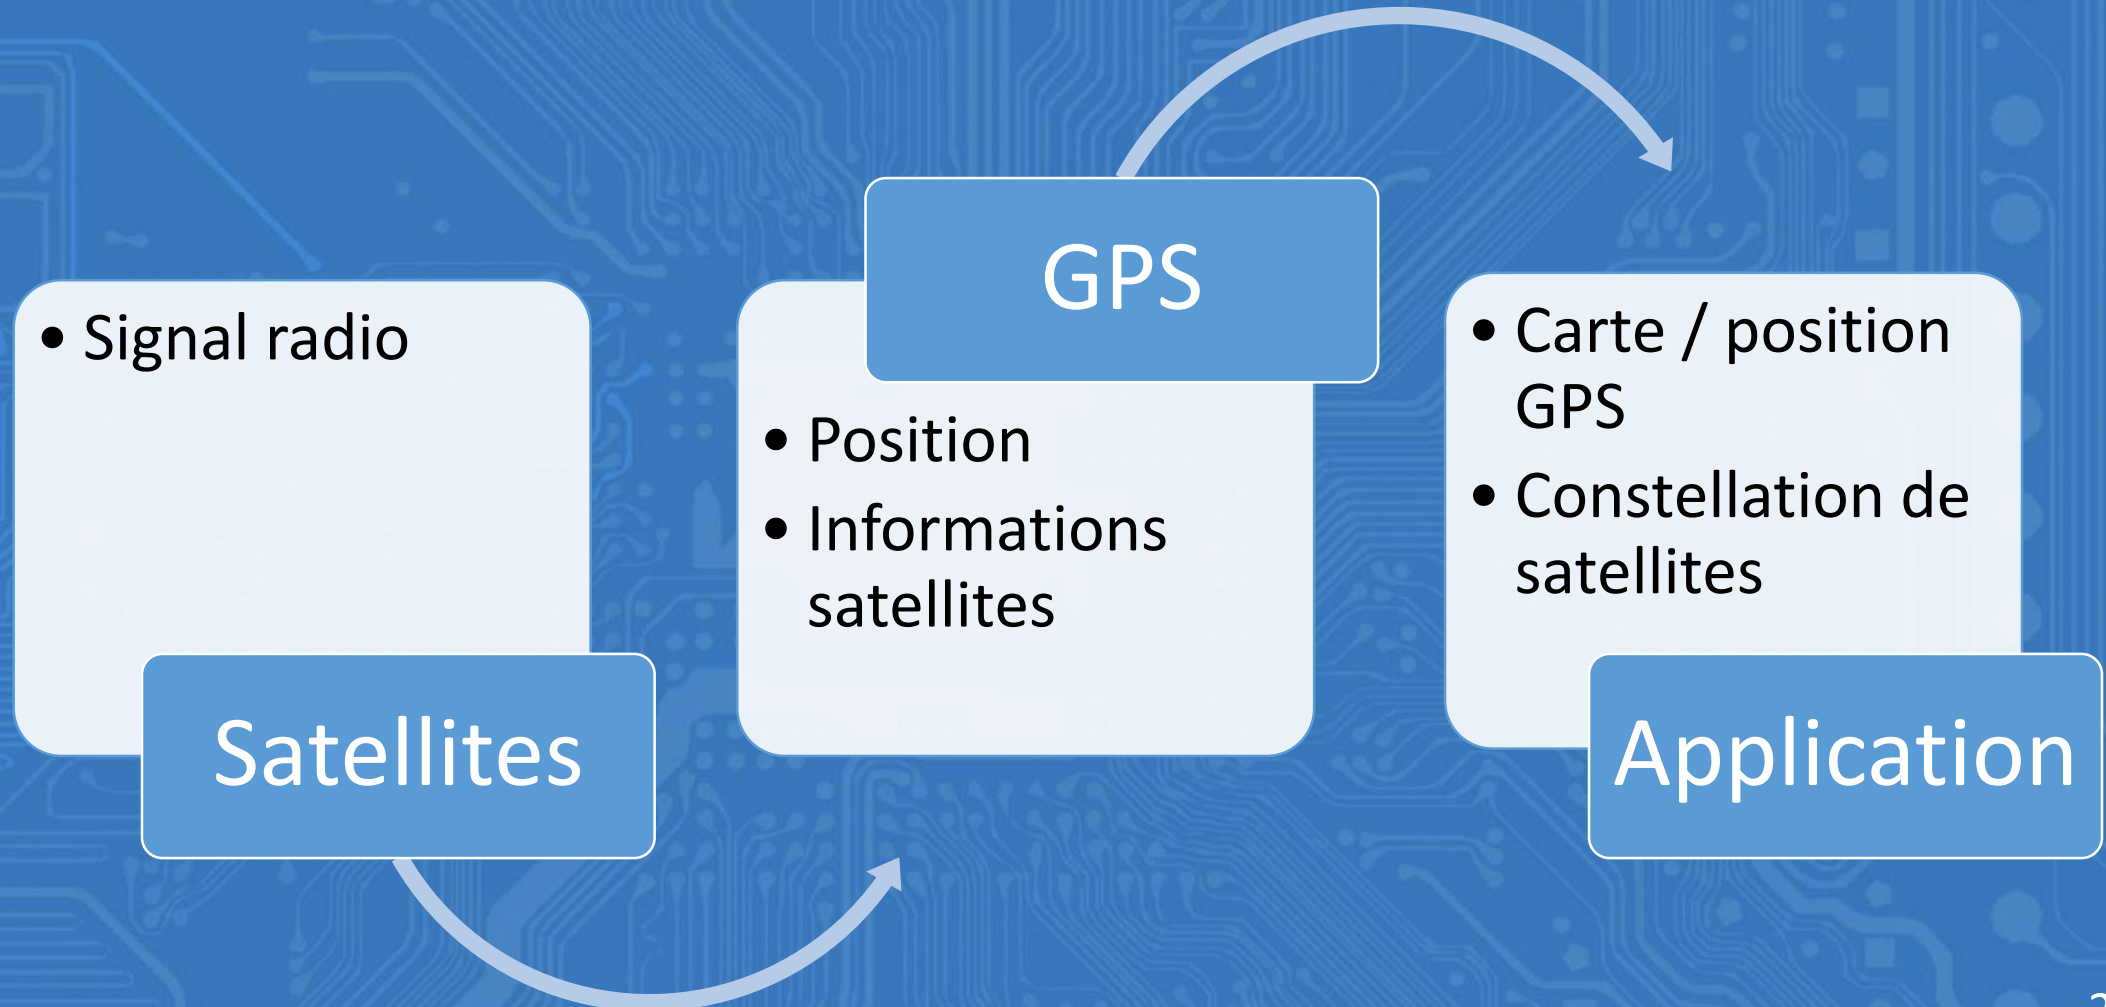 • Signal radio
Satellites
GPS
• Position
• Informations
satellites
• Carte / position
GPS
• Constellation de
satellites
Application